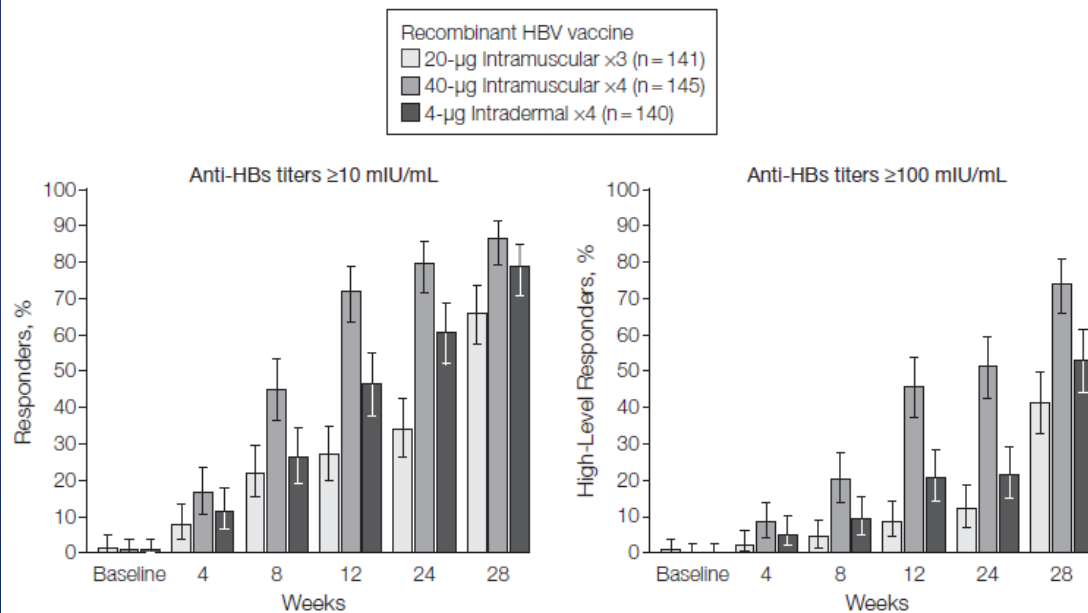 Recombinant HBV vaccine
20-µg Intramuscular ×3 (n = 141)
40-µg Intramuscular ×4 (n = 145)
4-µg Intradermal ×4 (n = 140)
Anti-HBs titers ≥10 mIU/mL
100
90
80
70
60
50
40
30
20
10
0
Responders, %
Baseline 4 8 12 24 28
Weeks
Anti-HBs titers ≥100 mIU/mL
100
90
80
70
60
50
40
30
20
10
0
High-Level Responders, %
Baseline 4 8 12 24 28
Weeks